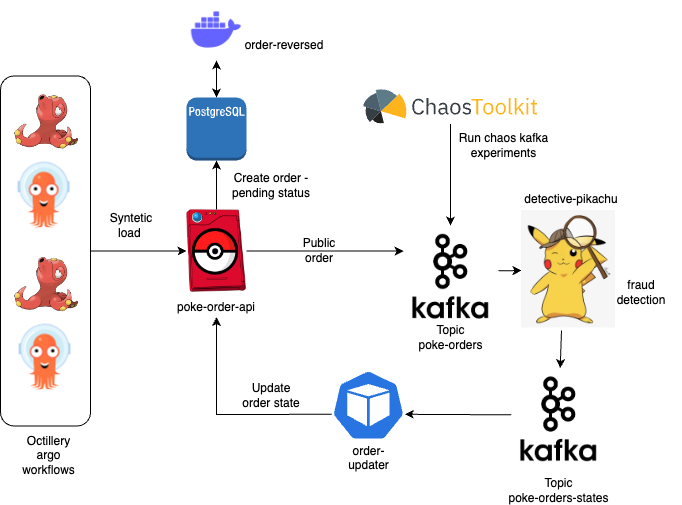 order-reversed
PostgreSQL
ChaosToolkit
Run chaos kafka
experiments
Create order -
pending status
detective-pikachu
Syntetic
load
Public
order
fraud
detection
poke-order-api
kafka
Topic
poke-orders
Update
order state
Octillery
argo
workflows
order-
updater
kafka
Topic
poke-orders-states